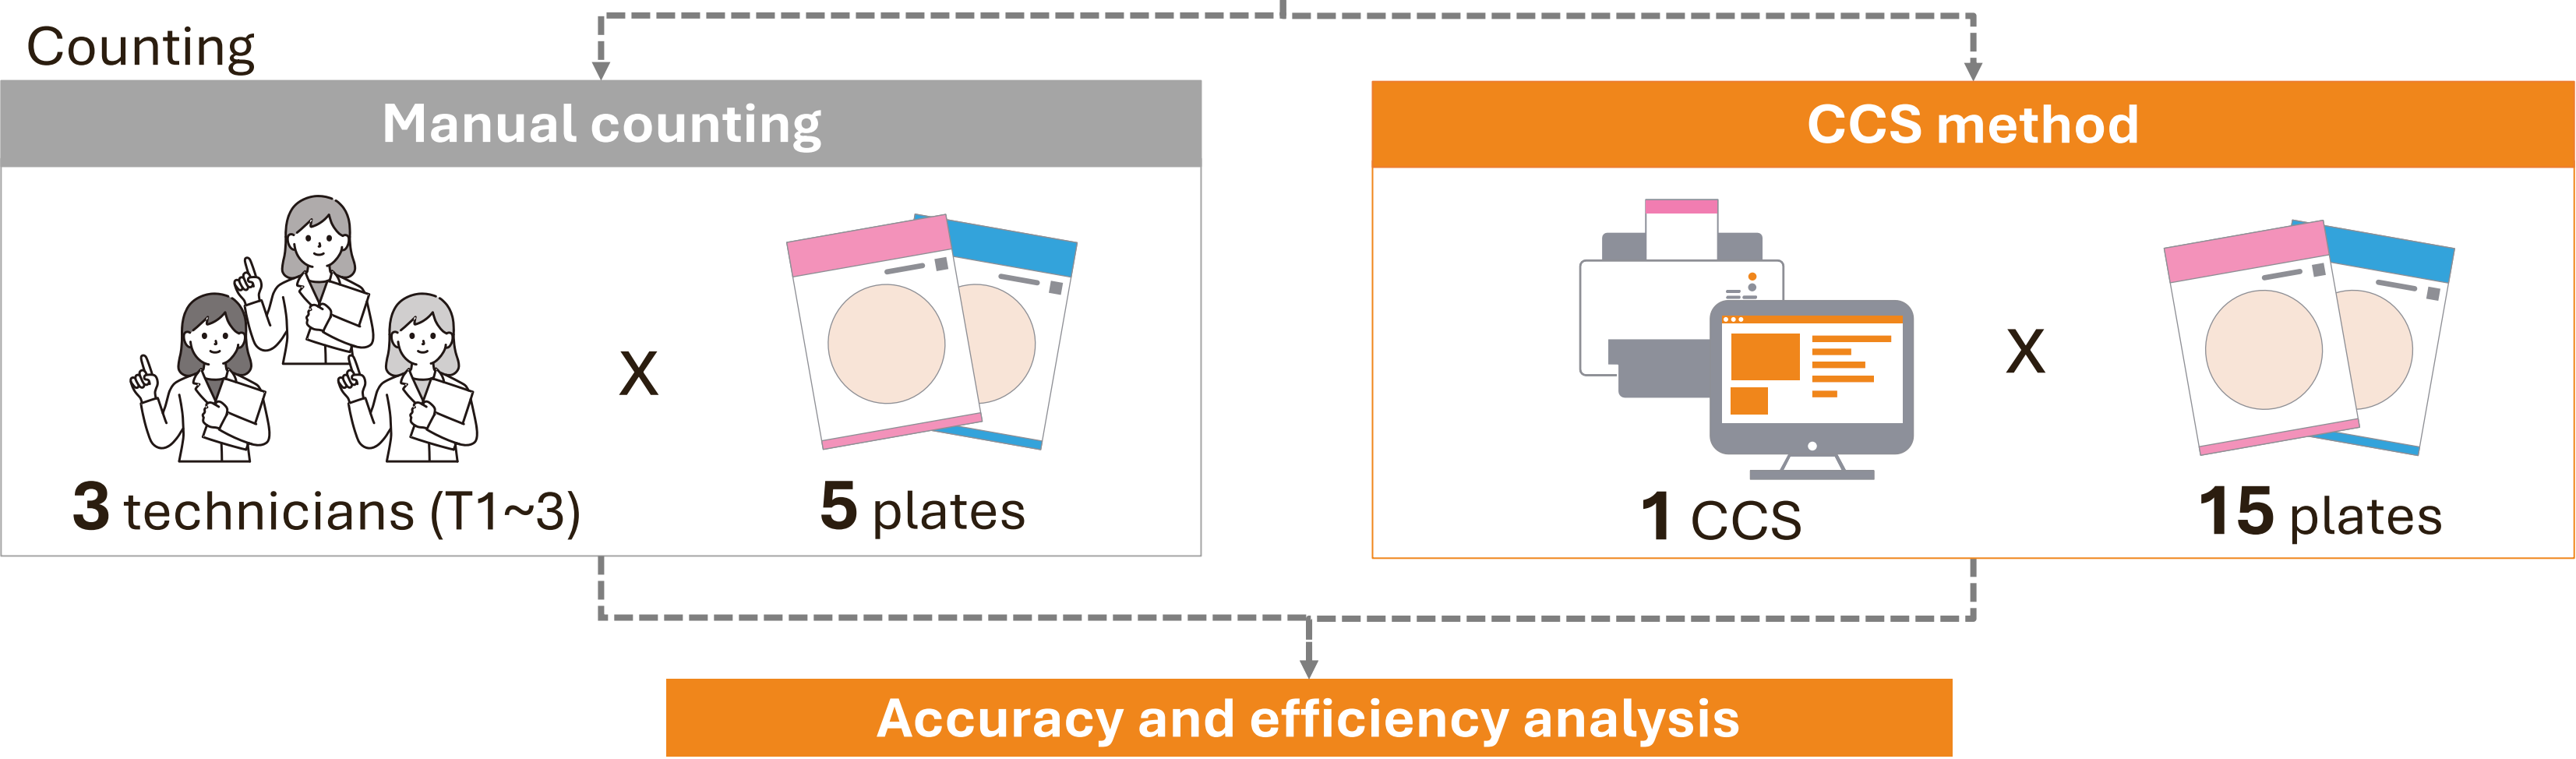 Counting
Manual counting
CCS method
X
X
3 technicians (T1~3)
5 plates
1 CCS
15 plates
Accuracy and efficiency analysis